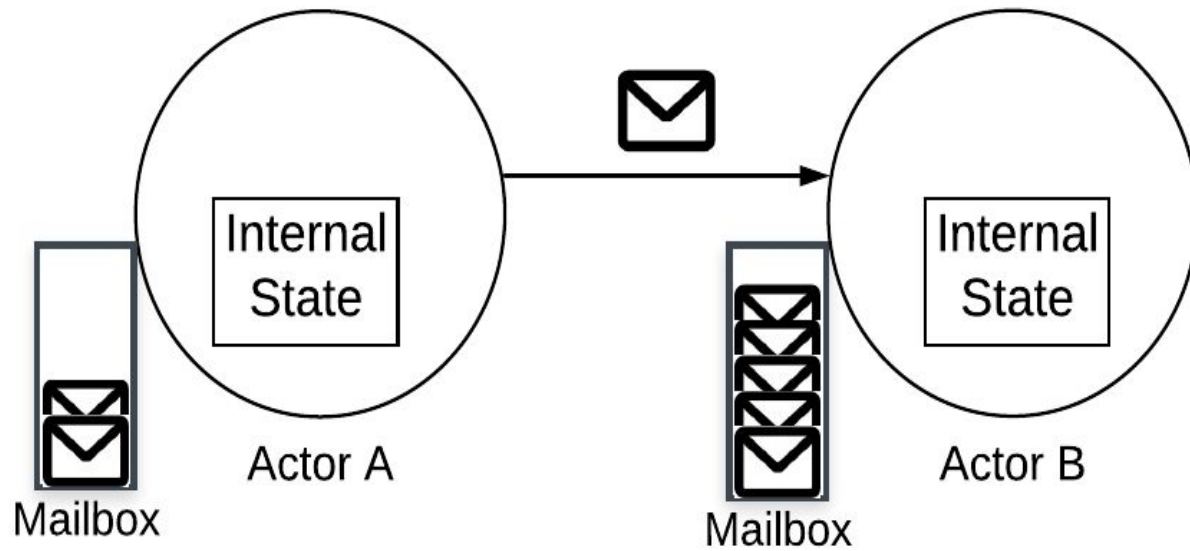 Internal
State
Internal
State
Actor A
Actor B
Mailbox
Mailbox